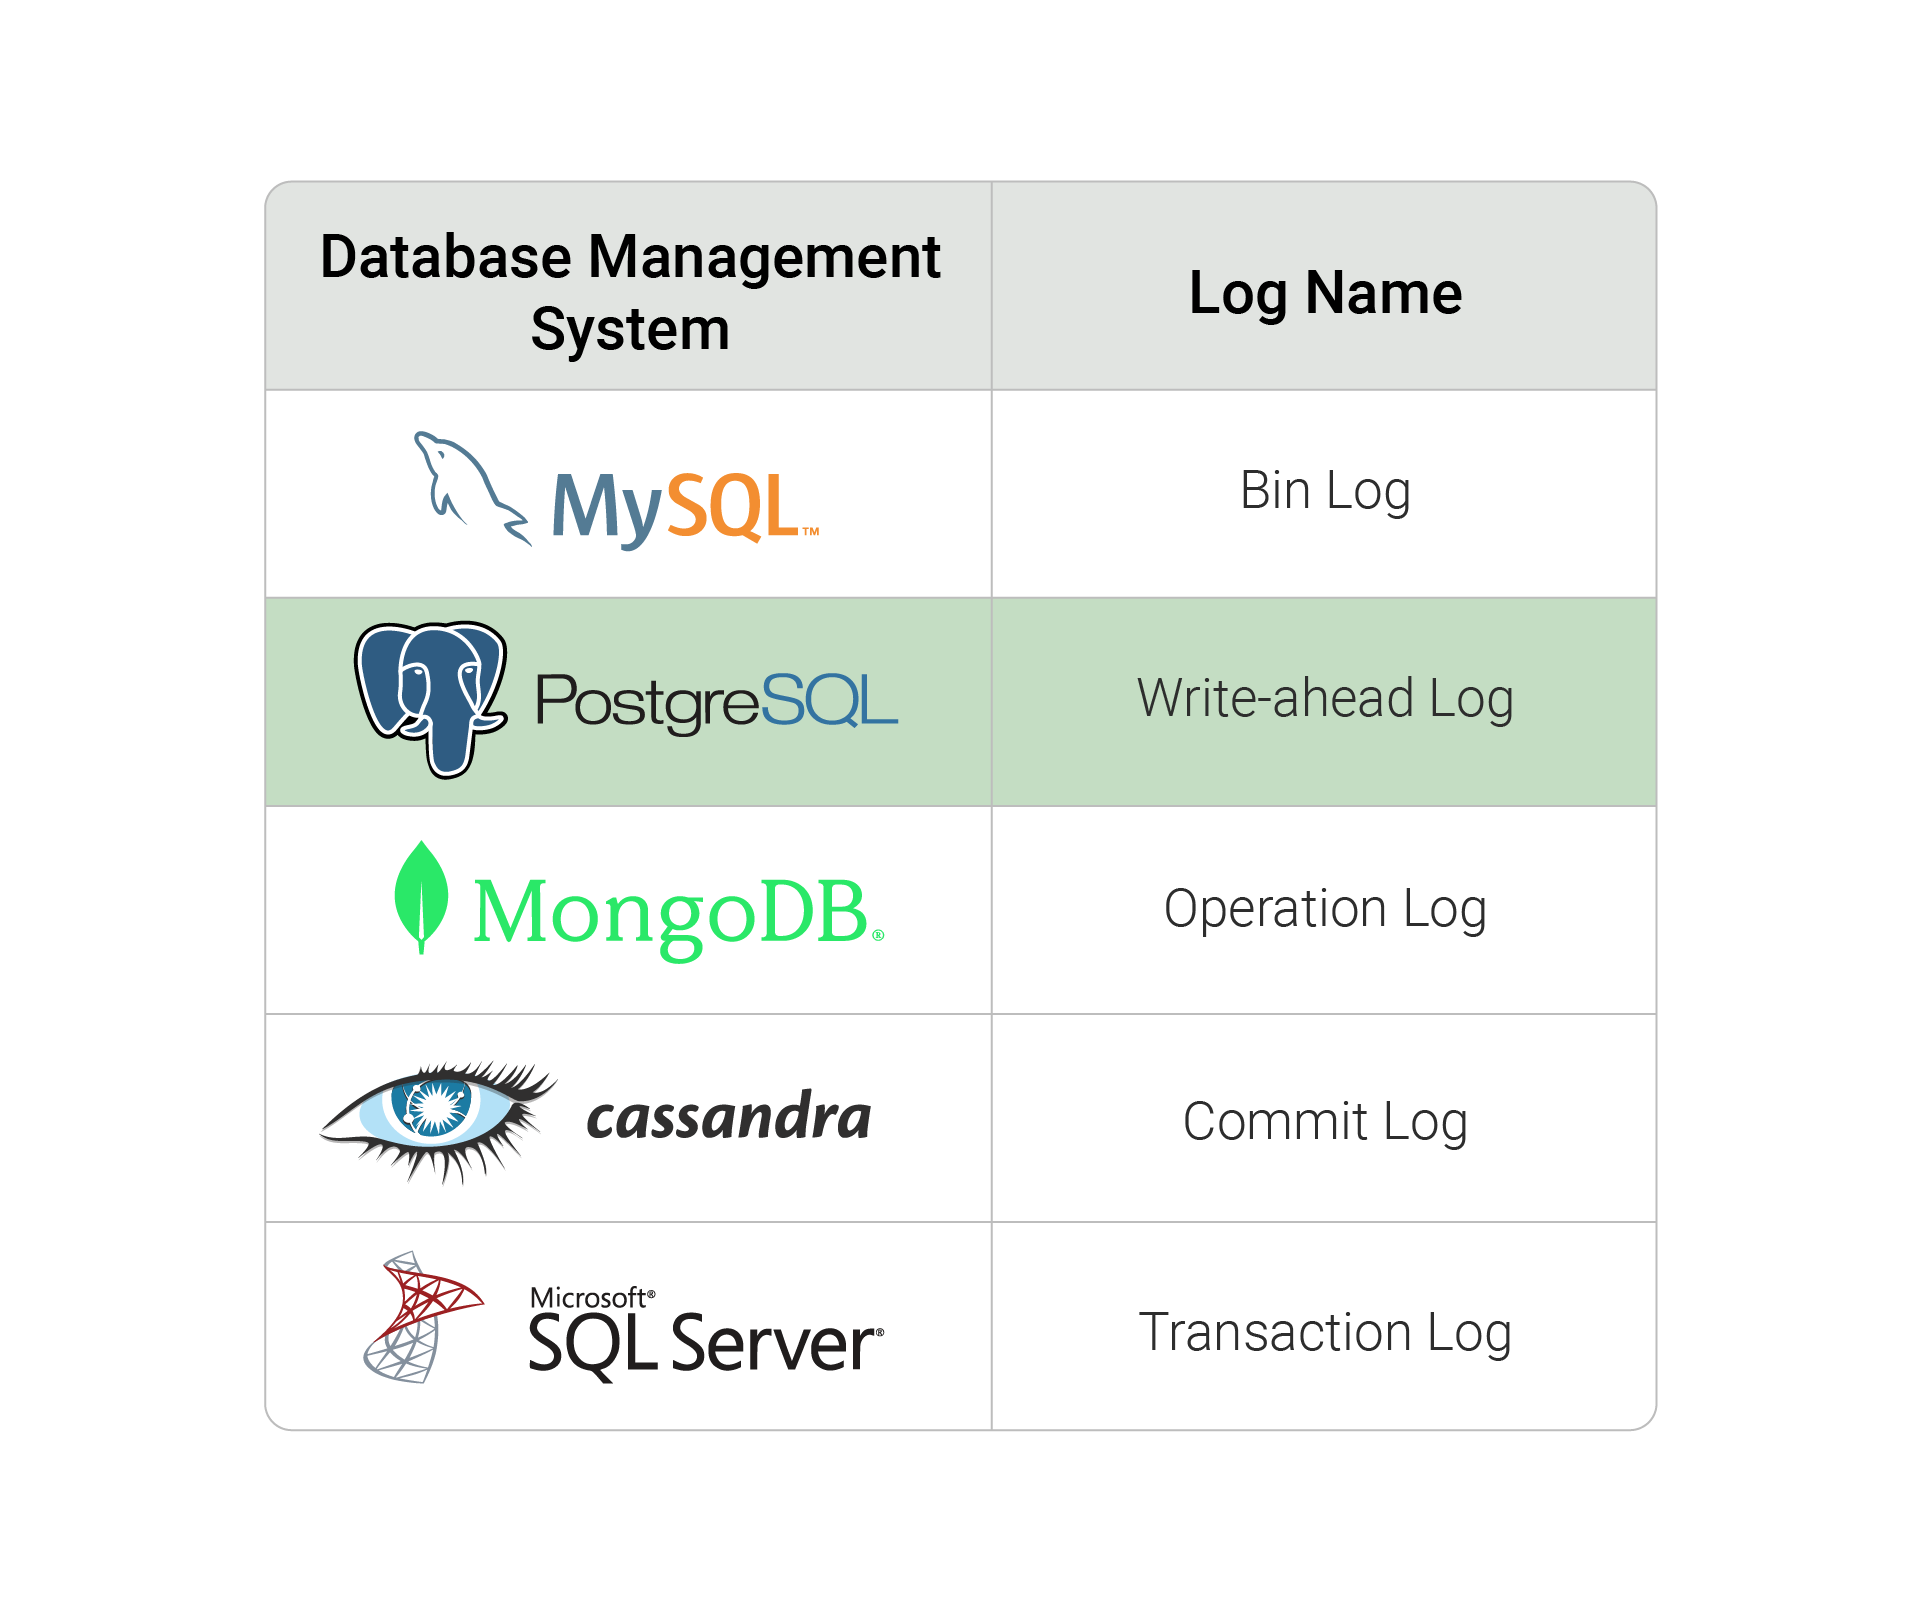 Database Management
System
Log Name
MySQL™
Bin Log
PostgreSQL
Write-ahead Log
MongoDB®
Operation Log
cassandra
Commit Log
Microsoft®
SQL Server®
Transaction Log